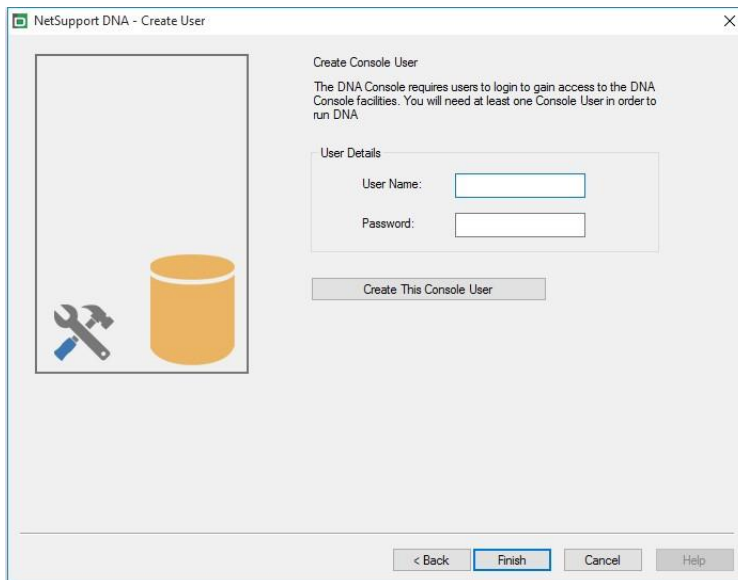 NetSupport DNA - Create User
Create Console User
The DNA Console requires users to login to gain access to the DNA
Console facilities. You will need at least one Console User in order to
run DNA
User Details
User Name:
Password:
Create This Console User
< Back
Finish
Cancel
Help